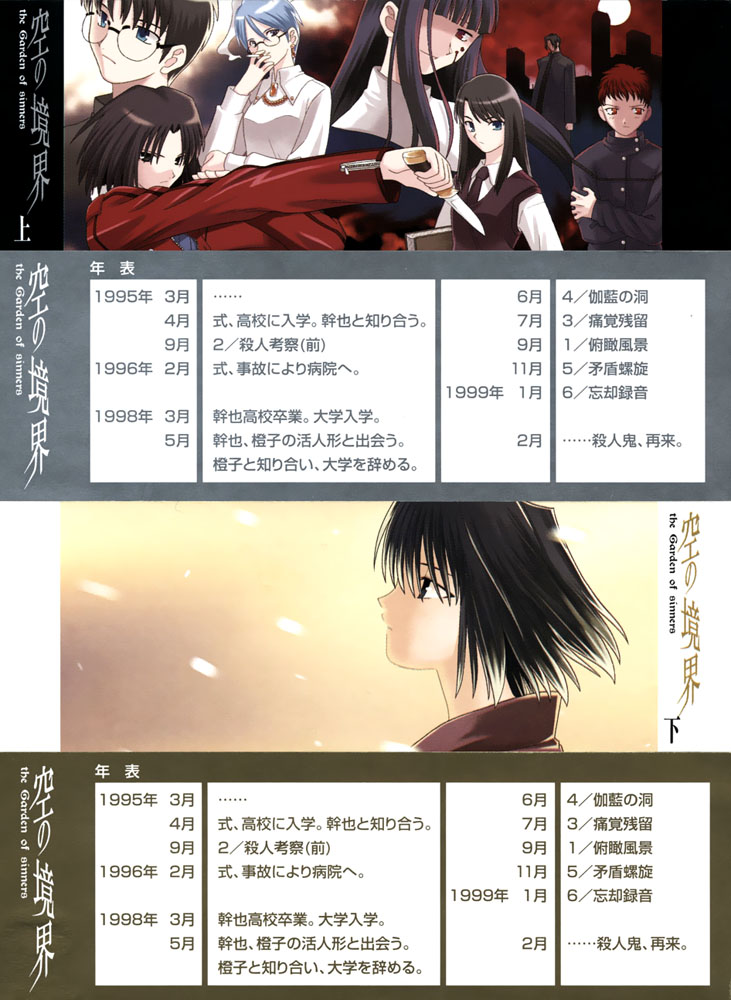 空の境界
the Garden of sinners
上
空の境界
the Garden of sinners
年表
1995年 3月 ……
4月 式、高校に入学。幹也と知り合う。
9月 2／殺人考察(前)
1996年 2月 式、事故により病院へ。
1998年 3月 幹也高校卒業。大学入学。
5月 幹也、橙子の活人形と出会う。
橙子と知り合い、大学を辞める。
6月 4／伽藍の洞
7月 3／痛覚残留
9月 1／俯瞰風景
11月 5／矛盾螺旋
1999年 1月 6／忘却録音
2月 ……殺人鬼、再来。
空の境界
the Garden of sinners
下
空の境界
the Garden of sinners
年表
1995年 3月 ……
4月 式、高校に入学。幹也と知り合う。
9月 2／殺人考察(前)
1996年 2月 式、事故により病院へ。
1998年 3月 幹也高校卒業。大学入学。
5月 幹也、橙子の活人形と出会う。
橙子と知り合い、大学を辞める。
6月 4／伽藍の洞
7月 3／痛覚残留
9月 1／俯瞰風景
11月 5／矛盾螺旋
1999年 1月 6／忘却録音
2月 ……殺人鬼、再来。